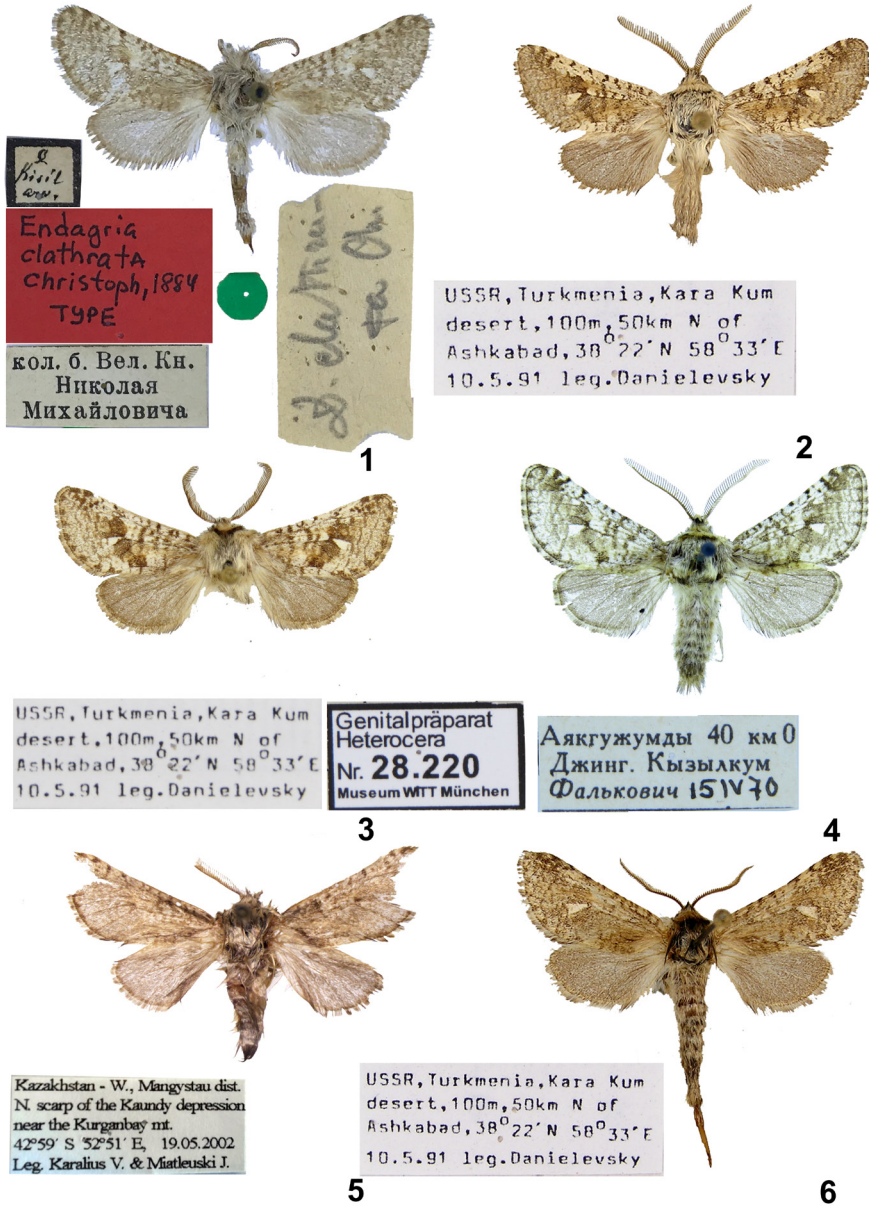 ♀
Kisil
arv.
Endagria
clathratA
Christoph, 1884
TYPE
кол. б. Вел. Кн.
Николая
Михайловича
1
USSR, Turkmenia, Kara Kum
desert, 100m, 50km N of
Ashkabad, 38°22′N 58°33′E
10.5.91 leg. Danielevsky
2
USSR, Turkmenia, Kara Kum
desert, 100m, 50km N of
Ashkabad, 38°22′N 58°33′E
10.5.91 leg. Danielevsky
Genitalpräparat
Heterocera
Nr. 28.220
Museum WITT München
3
Аякгужумды 40 км О
Джинг. Кызылкум
Фалькович 15 IV 70
4
Kazakhstan - W., Mangystau dist.
N. scarp of the Kaundy depression
near the Kurganbay mt.
42°59′ S 52°51′ E, 19.05.2002
Leg. Karalius V. & Miatleuski J.
5
USSR, Turkmenia, Kara Kum
desert, 100m, 50km N of
Ashkabad, 38°22′N 58°33′E
10.5.91 leg. Danielevsky
6